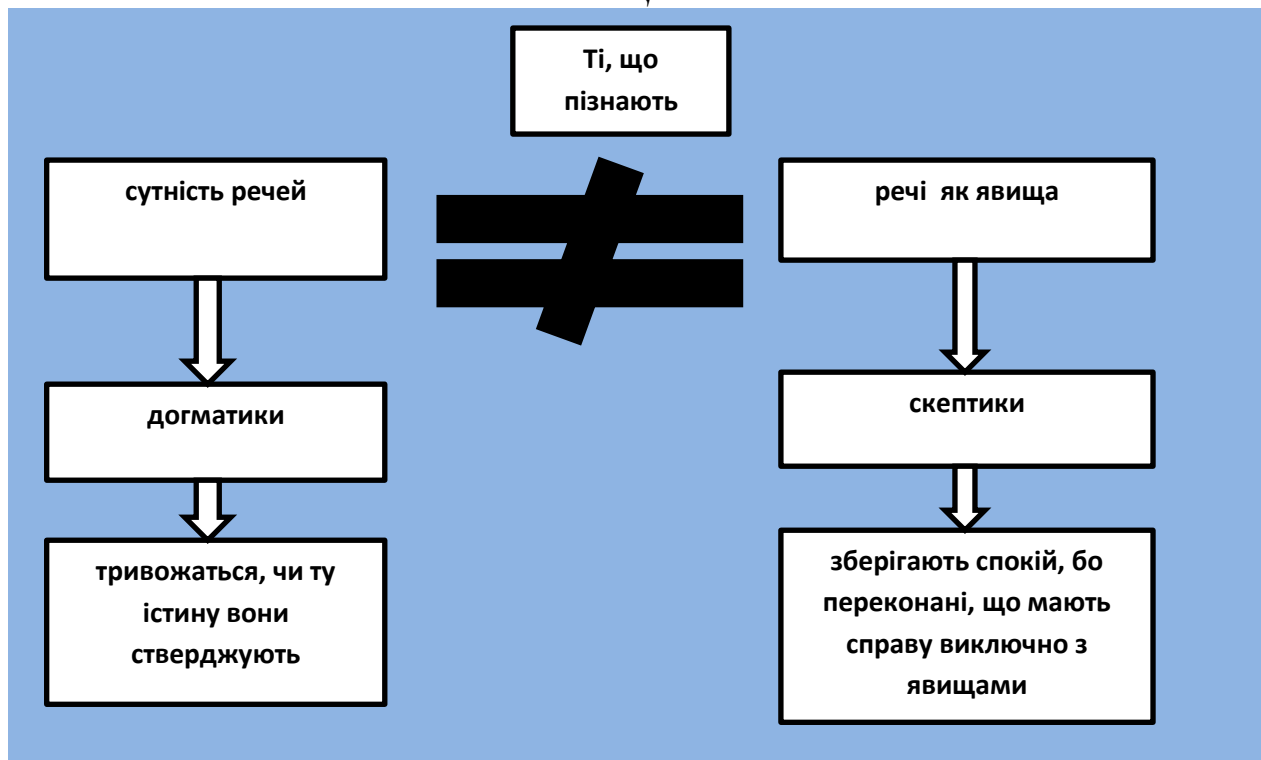 Ті, що
пізнають
сутність речей
речі як явища
догматики
скептики
тривожаться, чи ту
істину вони
стверджують
зберігають спокій, бо
переконані, що мають
справу виключно з
явищами